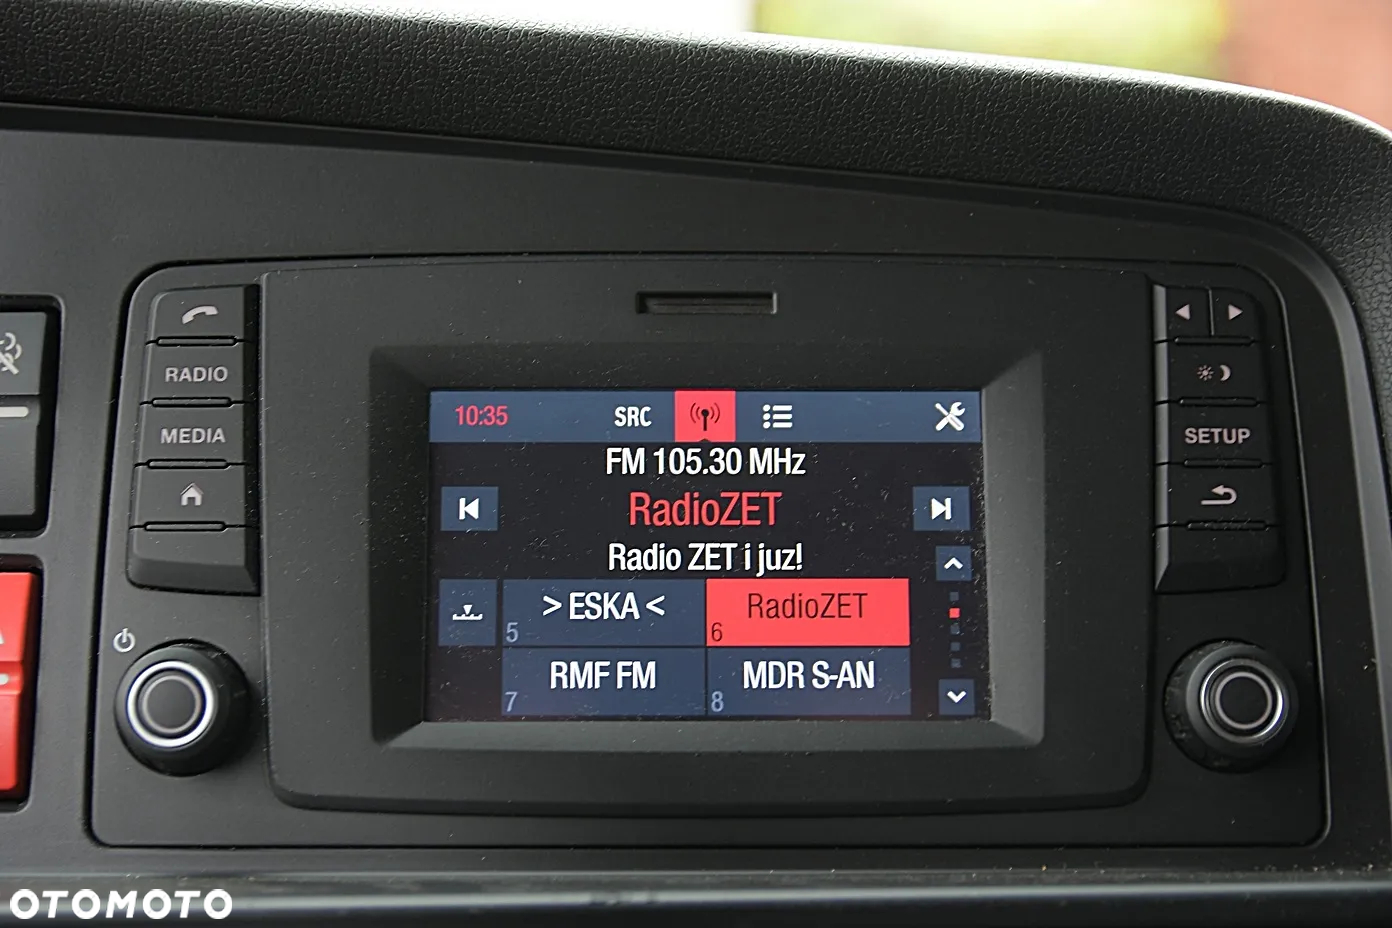 RADIO
MEDIA
10:35 SRC
FM 105.30 MHz
RadioZET
Radio ZET i juz!
> ESKA <
5
RadioZET
6
RMF FM
7
MDR S-AN
8
SETUP
OTOMOTO